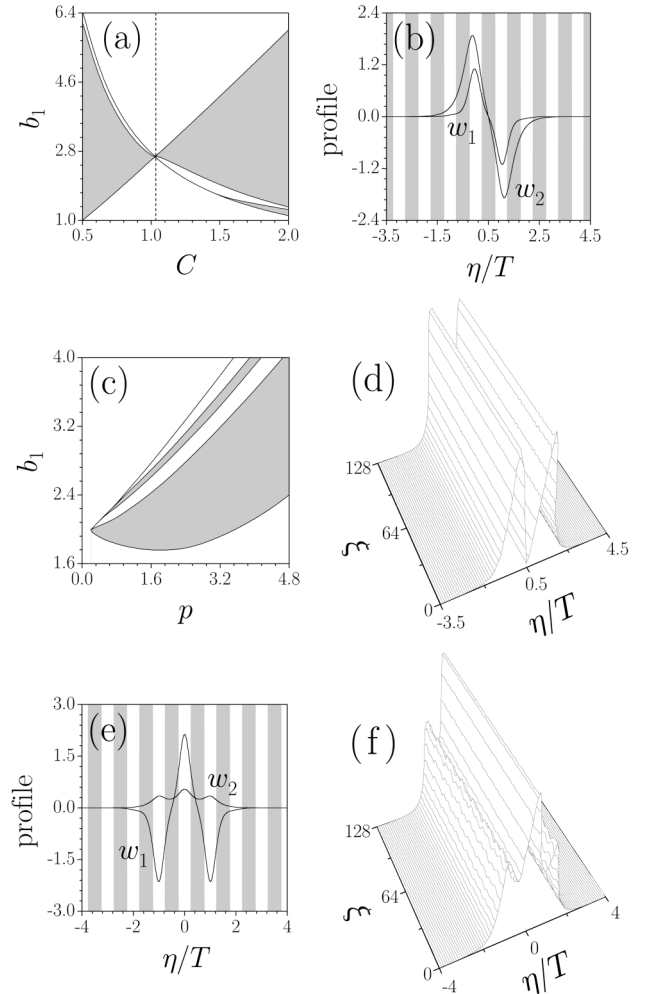 6.4
4.6
2.8
1.0
b1
(a)
0.5
1.0
1.5
2.0
C
2.4
1.2
0.0
-1.2
-2.4
profile
(b)
w1
w2
-3.5
-1.5
0.5
2.5
4.5
η/T
4.0
3.2
2.4
1.6
b1
(c)
0.0
1.6
3.2
4.8
p
(d)
128
64
0
ξ
-3.5
0.5
4.5
η/T
3.0
1.5
0.0
-1.5
-3.0
profile
(e)
w1
w2
-4
-2
0
2
4
η/T
(f)
128
64
0
ξ
-4
0
4
η/T